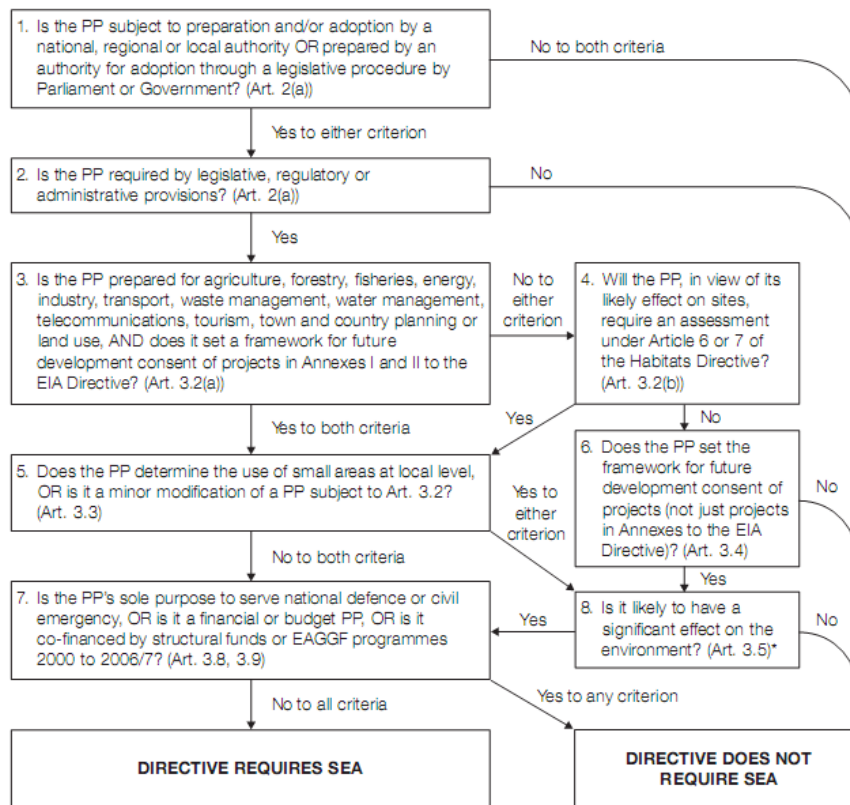 1. Is the PP subject to preparation and/or adoption by a
national, regional or local authority OR prepared by an
authority for adoption through a legislative procedure by
Parliament or Government? (Art. 2(a))
No to both criteria
Yes to either criterion
2. Is the PP required by legislative, regulatory or
administrative provisions? (Art. 2(a))
No
Yes
3. Is the PP prepared for agriculture, forestry, fisheries, energy,
industry, transport, waste management, water management,
telecommunications, tourism, town and country planning or
land use, AND does it set a framework for future
development consent of projects in Annexes I and II to the
EIA Directive? (Art. 3.2(a))
No to
either
criterion
4. Will the PP, in view of its
likely effect on sites,
require an assessment
under Article 6 or 7 of
the Habitats Directive?
(Art. 3.2(b))
Yes to both criteria
Yes
No
5. Does the PP determine the use of small areas at local level,
OR is it a minor modification of a PP subject to Art. 3.2?
(Art. 3.3)
Yes to
either
criterion
6. Does the PP set the
framework for future
development consent of
projects (not just projects
in Annexes to the EIA
Directive)? (Art. 3.4)
No
No to both criteria
Yes
7. Is the PP's sole purpose to serve national defence or civil
emergency, OR is it a financial or budget PP, OR is it
co-financed by structural funds or EAGGF programmes
2000 to 2006/7? (Art. 3.8, 3.9)
Yes
8. Is it likely to have a
significant effect on the
environment? (Art. 3.5)*
No
No to all criteria
Yes to any criterion
DIRECTIVE REQUIRES SEA
DIRECTIVE DOES NOT
REQUIRE SEA